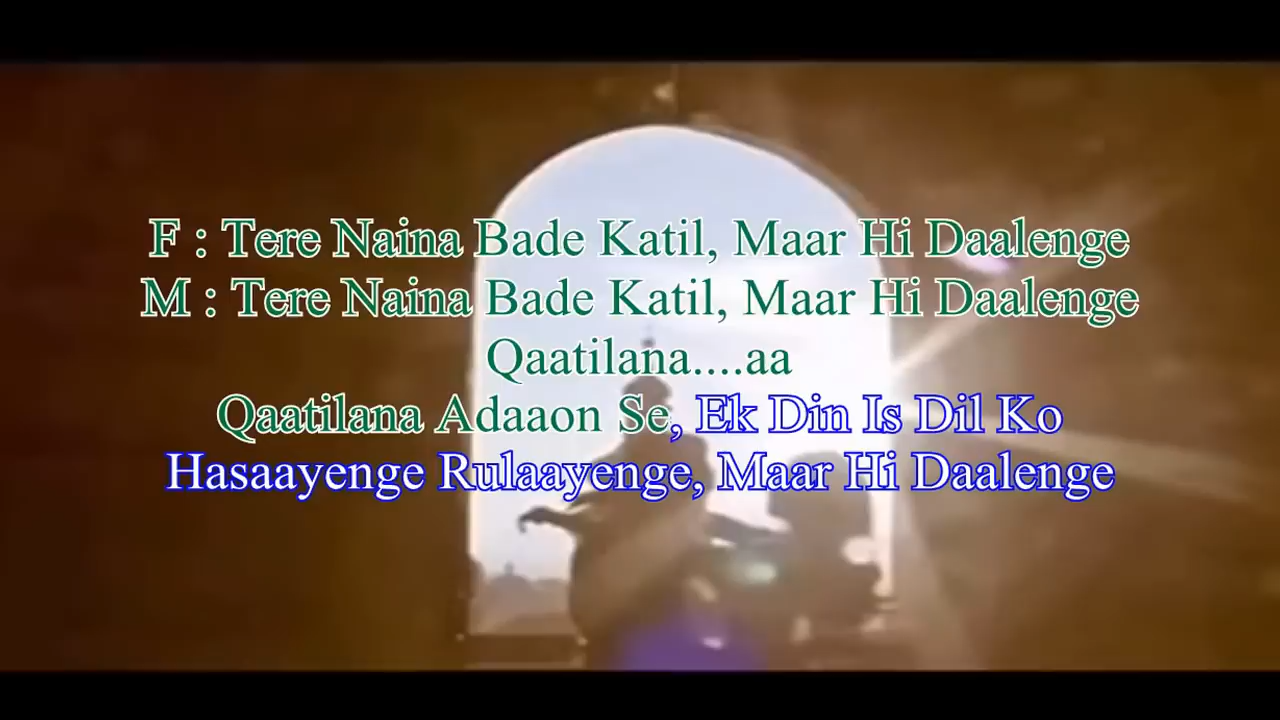 F : Tere Naina Bade Katil, Maar Hi Daalenge
M : Tere Naina Bade Katil, Maar Hi Daalenge
Qaatilana....aa
Qaatilana Adaaon Se, Ek Din Is Dil Ko
Hasaayenge Rulaayenge, Maar Hi Daalenge